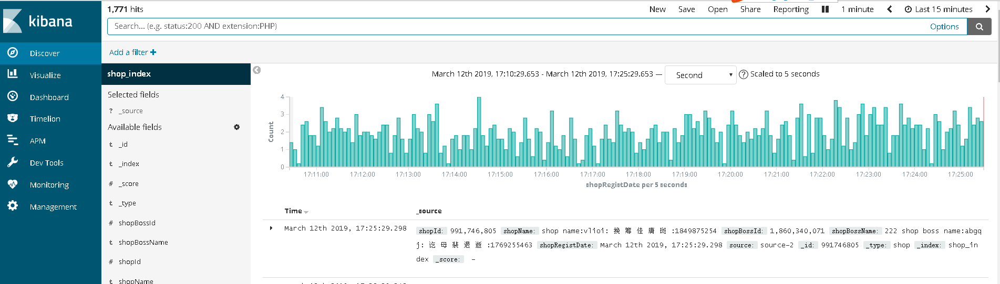 1,771 hits
New Save Open Share Reporting 1 minute Last 15 minutes
kibana
Search... (e.g. status:200 AND extension:PHP)
Options
Discover
Visualize
Dashboard
Timelion
APM
Dev Tools
Monitoring
Management
Add a filter +
shop_index
Selected fields
? _source
Available fields
t _id
t _index
# _score
t _type
# shopBossId
t shopBossName
# shopId
t shopName
March 12th 2019, 17:10:29.653 - March 12th 2019, 17:25:29.653 —
Second
? Scaled to 5 seconds
Count
4
3
2
1
0
17:11:00 17:12:00 17:13:00 17:14:00 17:15:00 17:16:00 17:17:00 17:18:00 17:19:00 17:20:00 17:21:00 17:22:00 17:23:00 17:24:00 17:25:00
shopRegistDate per 5 seconds
Time _source
March 12th 2019, 17:25:29.298
shopId: 991,746,805 shopName: shop name:vlioi: 换 筹 佳 庸 斑 :1849875254 shopBossId: 1,860,340,071 shopBossName: 222 shop boss name:abgq
j: 讫 母 裴 退 逝 :1769255463 shopRegistDate: March 12th 2019, 17:25:29.298 source: source-2 _id: 991746805 _type: shop _index: shop_in
dex _score: -